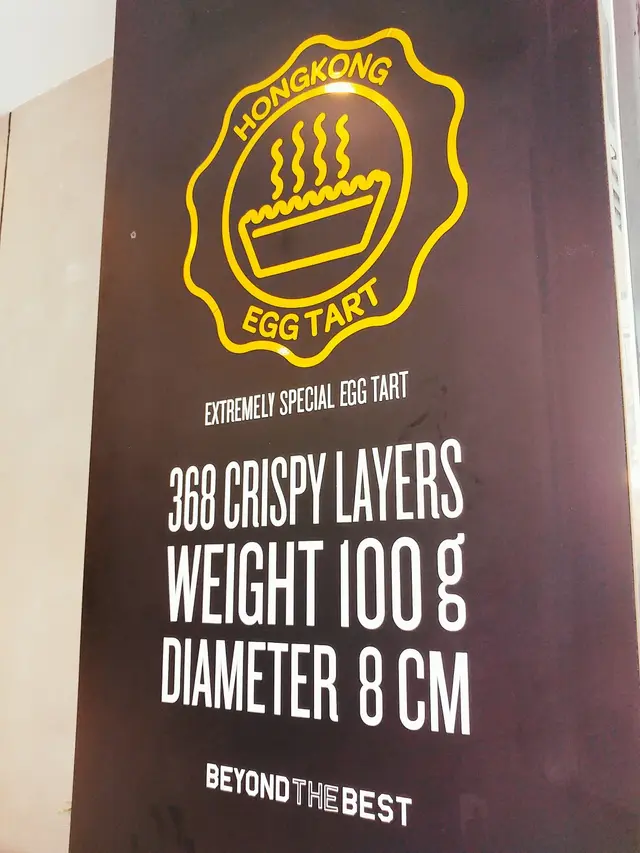 HONGKONG
EGG TART
EXTREMELY SPECIAL EGG TART
368 CRISPY LAYERS
WEIGHT 100 g
DIAMETER 8 CM
BEYONDTHEBEST